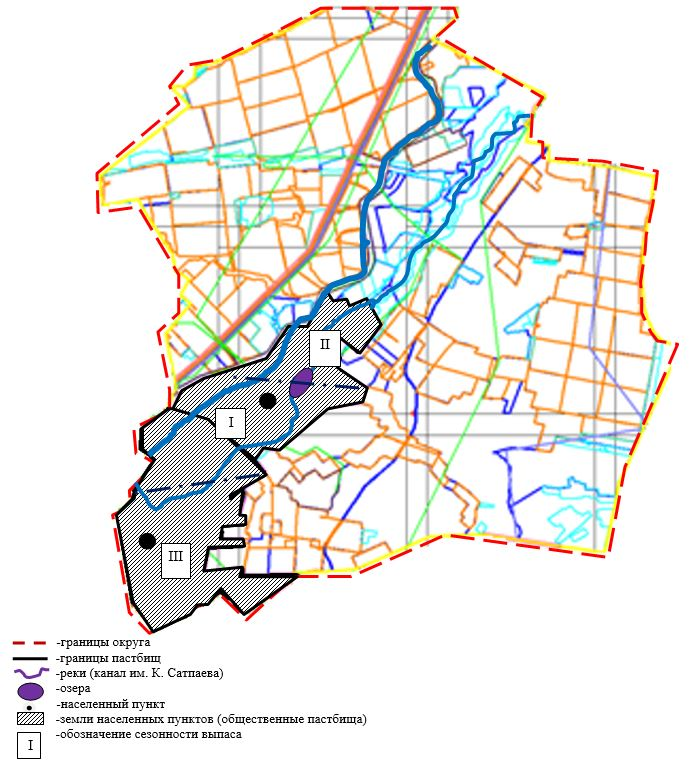 II
I
III
-границы округа
-границы пастбищ
-реки (канал им. К. Сатпаева)
-озера
-населенный пункт
-земли населенных пунктов (общественные пастбища)
I
-обозначение сезонности выпаса